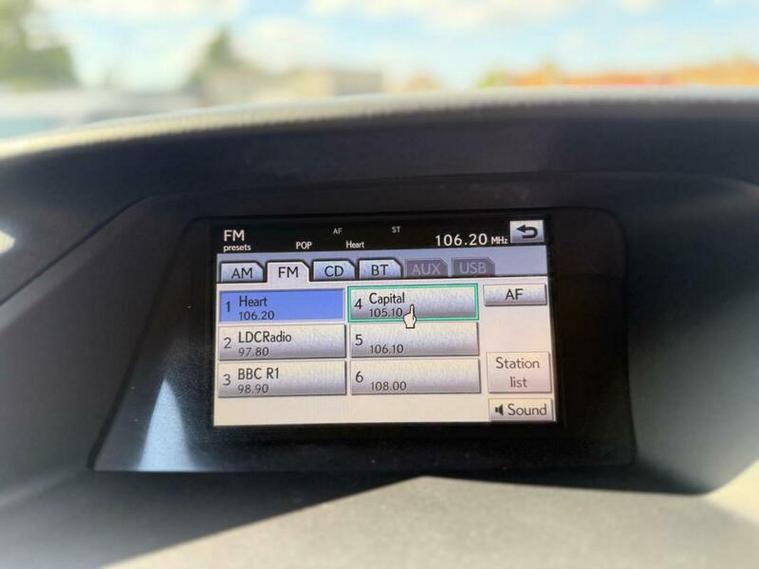 FM
presets
AF
ST
POP
Heart
106.20 MHz
AM
FM
CD
BT
AUX
USB
1 Heart
106.20
4 Capital
105.10
AF
2 LDCRadio
97.80
5
106.10
3 BBC R1
98.90
6
108.00
Station
list
Sound